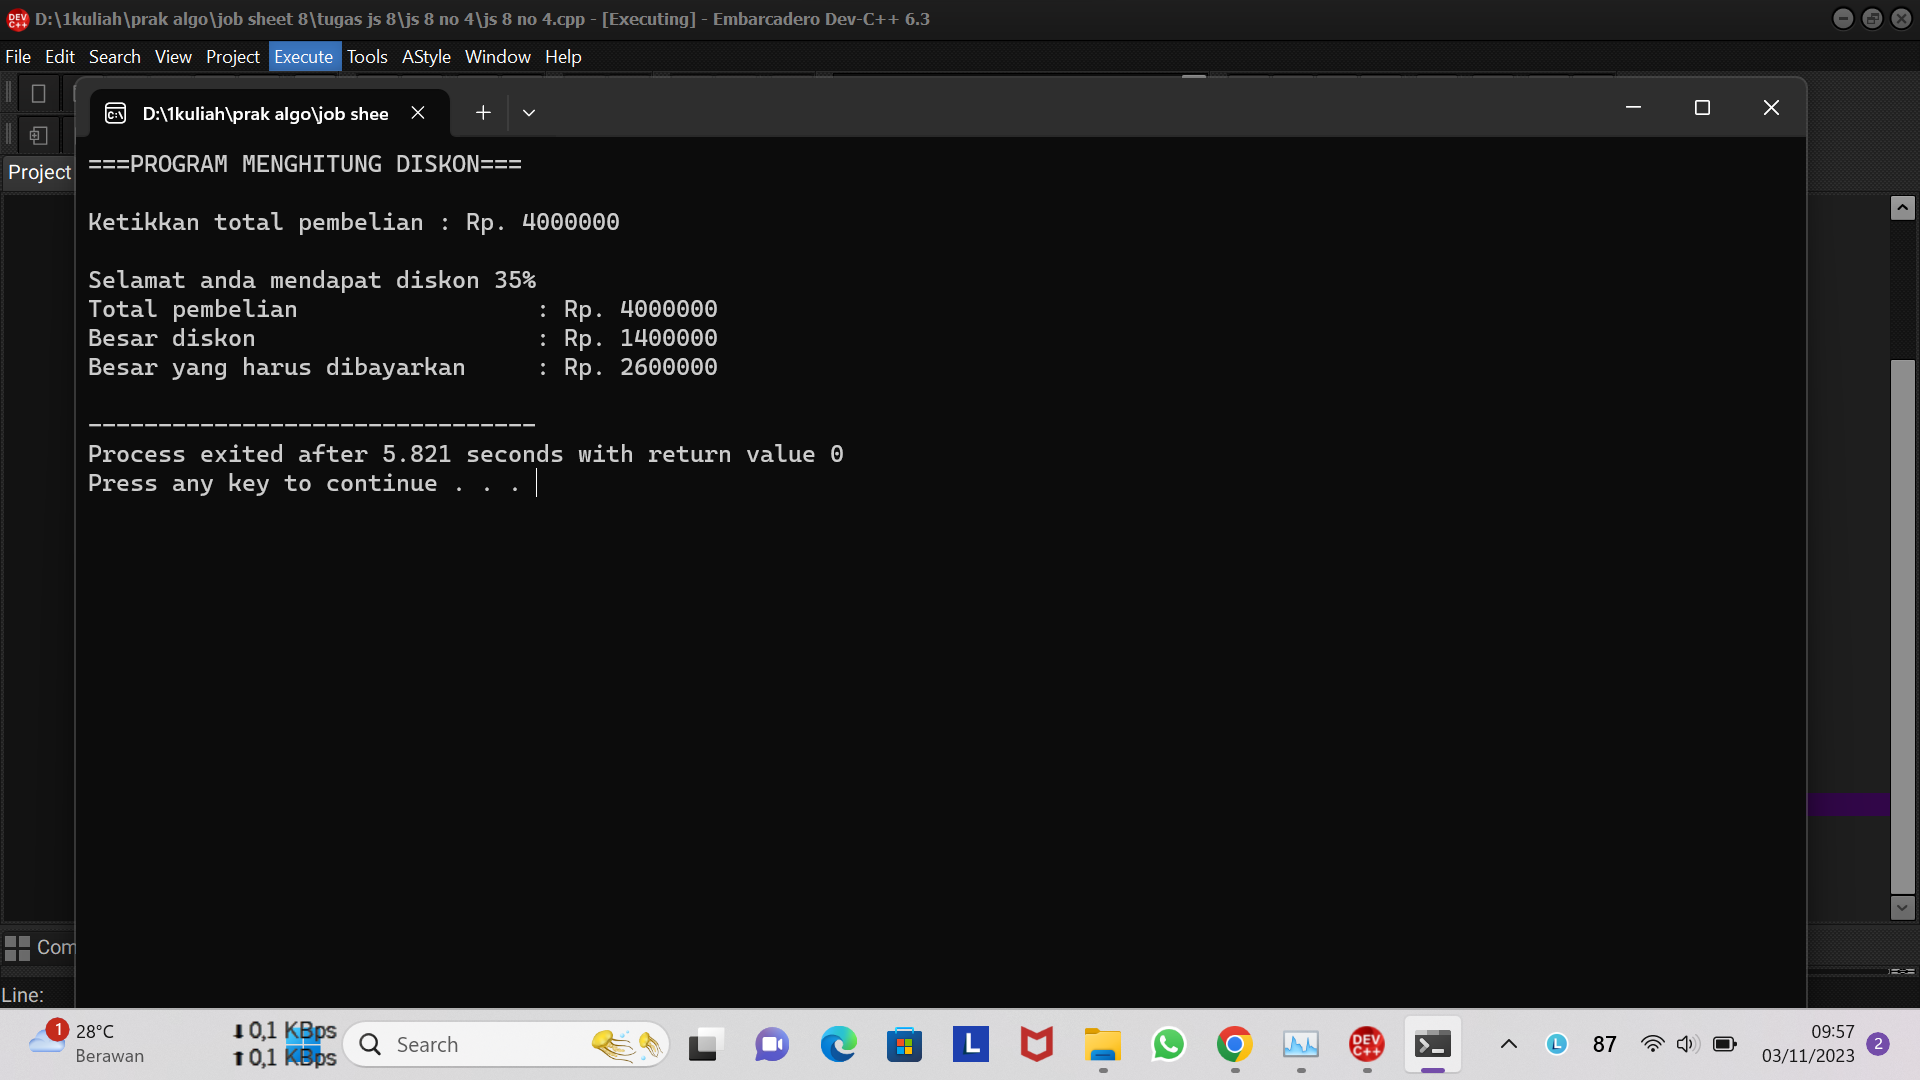 D:\1kuliah\prak algo\job sheet 8\tugas js 8\js 8 no 4\js 8 no 4.cpp - [Executing] - Embarcadero Dev-C++ 6.3
File Edit Search View Project Execute Tools AStyle Window Help
D:\1kuliah\prak algo\job shee
Project
===PROGRAM MENGHITUNG DISKON===
Ketikkan total pembelian : Rp. 4000000
Selamat anda mendapat diskon 35%
Total pembelian : Rp. 4000000
Besar diskon : Rp. 1400000
Besar yang harus dibayarkan : Rp. 2600000
--------------------------------
Process exited after 5.821 seconds with return value 0
Press any key to continue . . .
Com
Line:
1
28°C
Berawan
0,1 KBps
0,1 KBps
Search
L
DEV C++
L
87
09:57
03/11/2023
2